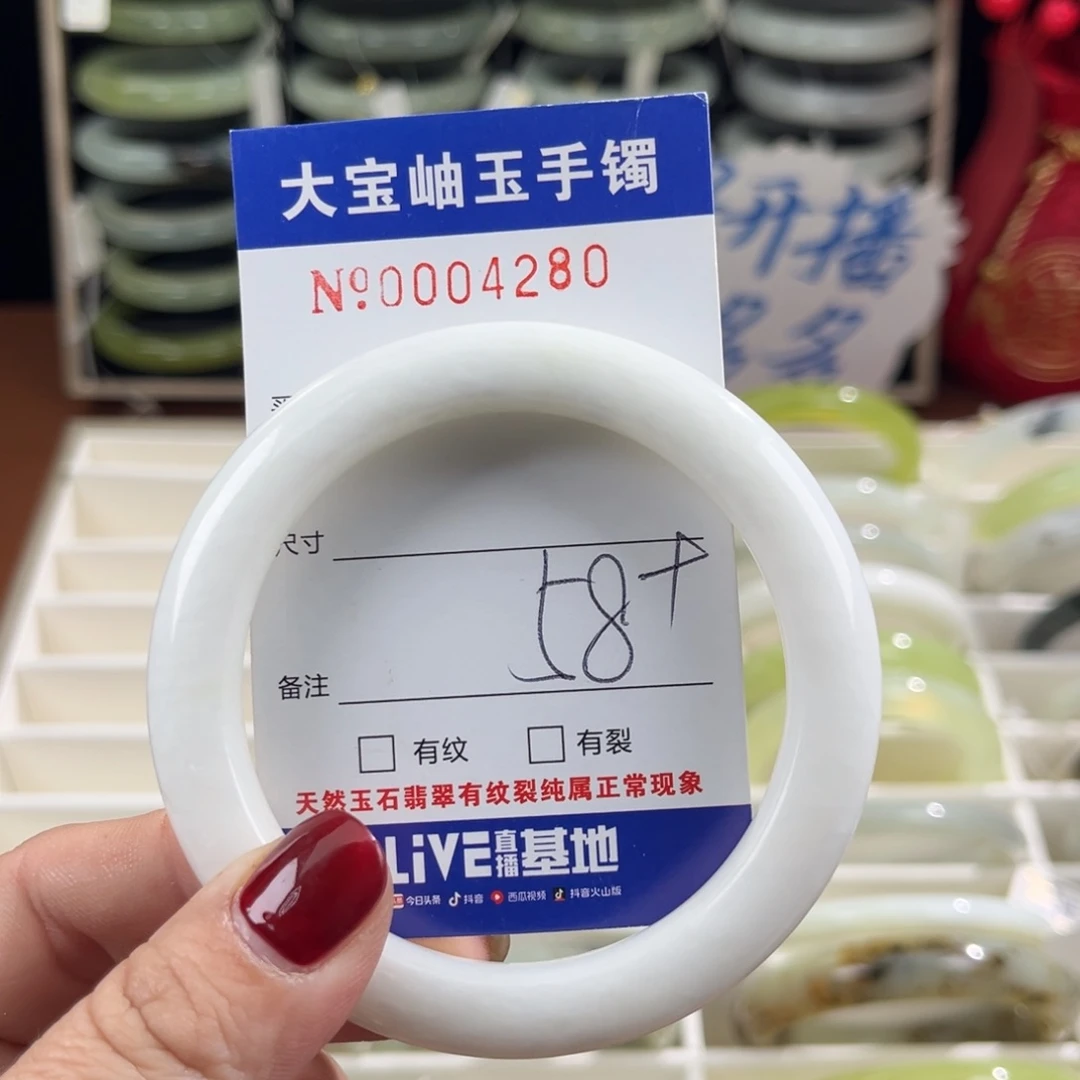 大宝岫玉手镯
№0004280
尺寸
58+
备注
有纹 有裂
天然玉石翡翠有纹裂纯属正常现象
LiVE直播基地
今日头条 抖音 西瓜视频 抖音火山版
开播